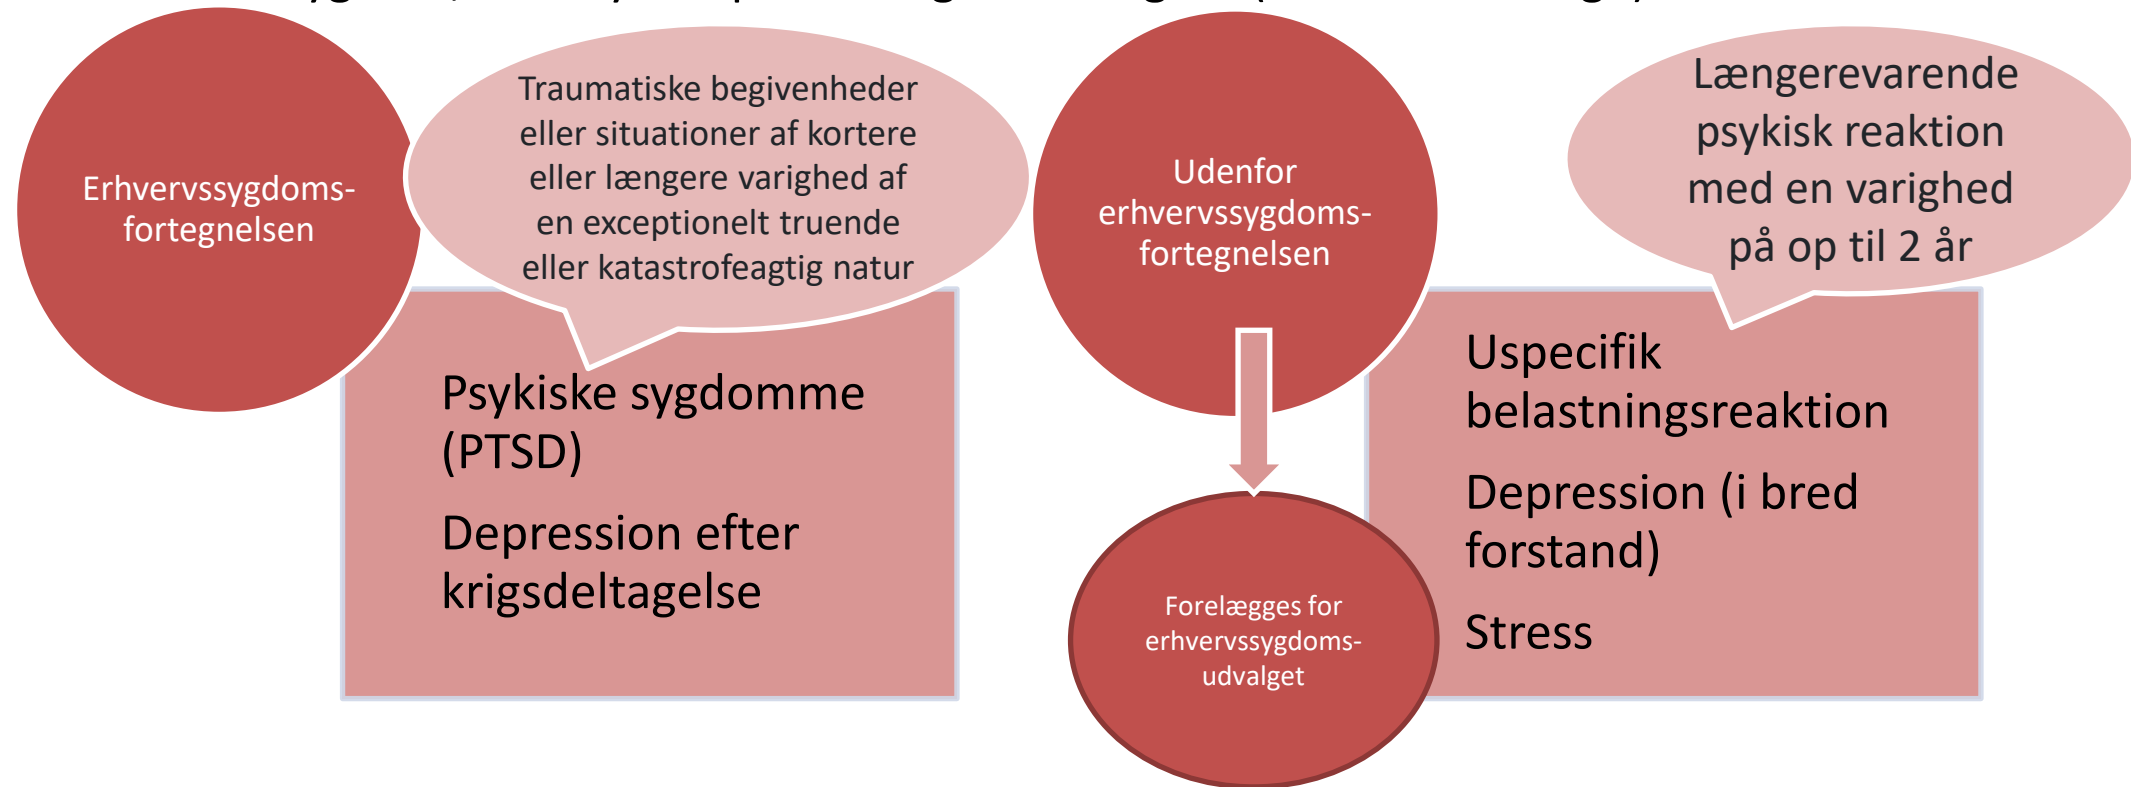 Erhvervssygdoms-
fortegnelsen
Traumatiske begivenheder
eller situationer af kortere
eller længere varighed af
en exceptionelt truende
eller katastrofeagtig natur
Psykiske sygdomme
(PTSD)
Depression efter
krigsdeltagelse
Udenfor
erhvervssygdoms-
fortegnelsen
Forelægges for
erhvervssygdoms-
udvalget
Længerevarende
psykisk reaktion
med en varighed
på op til 2 år
Uspecifik
belastningsreaktion
Depression (i bred
forstand)
Stress